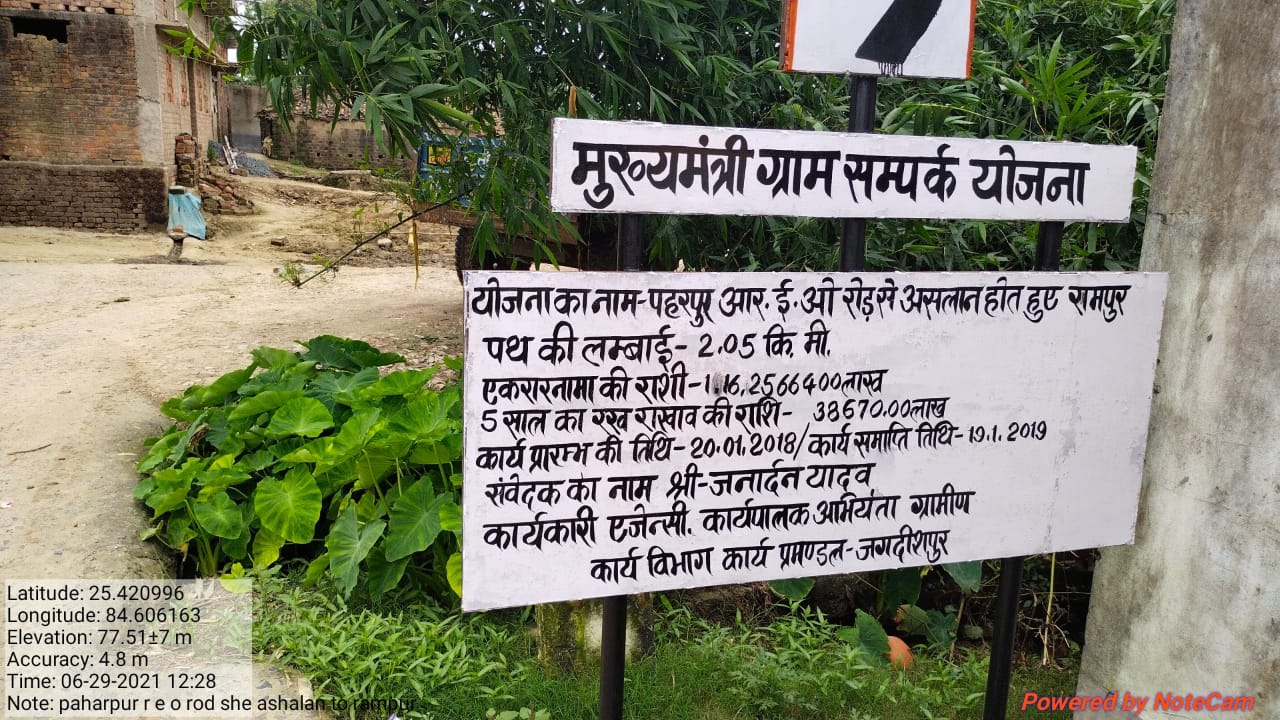 मुख्यमंत्री ग्राम सम्पर्क योजना
योजना का नाम-पहरपुर आर. ई. ओ रोड़ से असलान होत हुए रामपुर
पथ की लम्बाई- 2.05 कि. मी.
एकरारनामा की राशी-1.16.2566400लाख
5 साल का रख रखाव की राशि- 38670.00लाख
कार्य प्रारम्भ की तिथि-20.01.2018/कार्य समाप्ति तिथि-19.1.2019
संवेदक का नाम श्री-जनार्दन यादव
कार्यकारी एजेन्सी. कार्यपालक अभियंता ग्रामीण
कार्य विभाग कार्य प्रमण्डल-जगदीशपुर
Latitude: 25.420996
Longitude: 84.606163
Elevation: 77.51±7 m
Accuracy: 4.8 m
Time: 06-29-2021 12:28
Note: paharpur r e o rod she ashalan to rampur
Powered by NoteCam